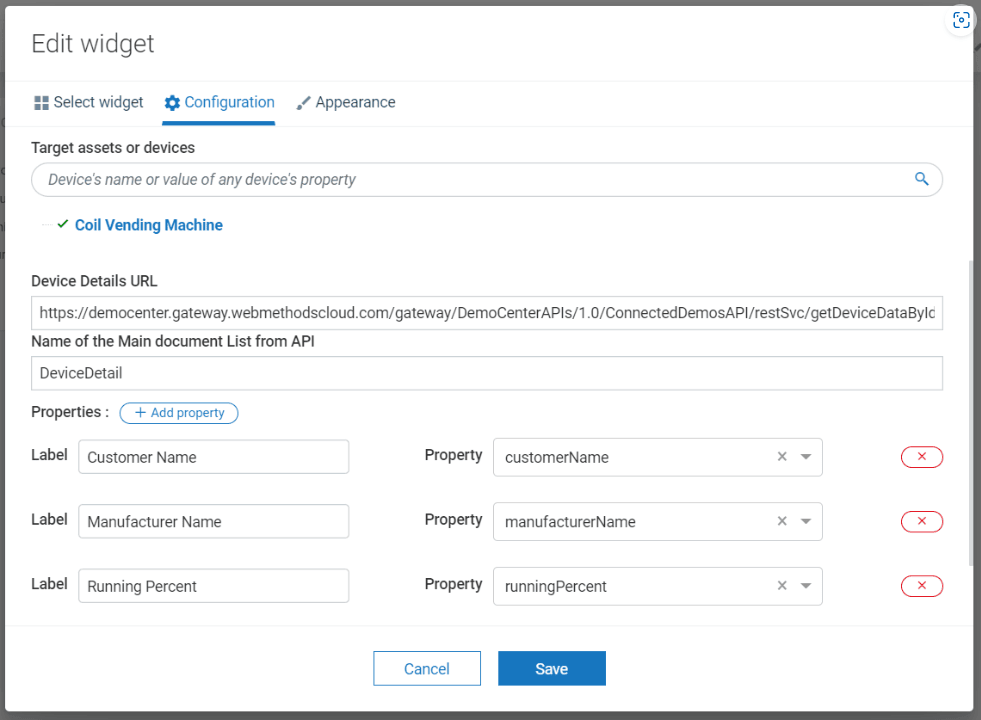 Edit widget
Select widget Configuration Appearance
Target assets or devices
Device's name or value of any device's property
Coil Vending Machine
Device Details URL
https://democenter.gateway.webmethodscloud.com/gateway/DemoCenterAPIs/1.0/ConnectedDemosAPI/restSvc/getDeviceDataById
Name of the Main document List from API
DeviceDetail
Properties : + Add property
Label Customer Name Property customerName
Label Manufacturer Name Property manufacturerName
Label Running Percent Property runningPercent
Cancel Save